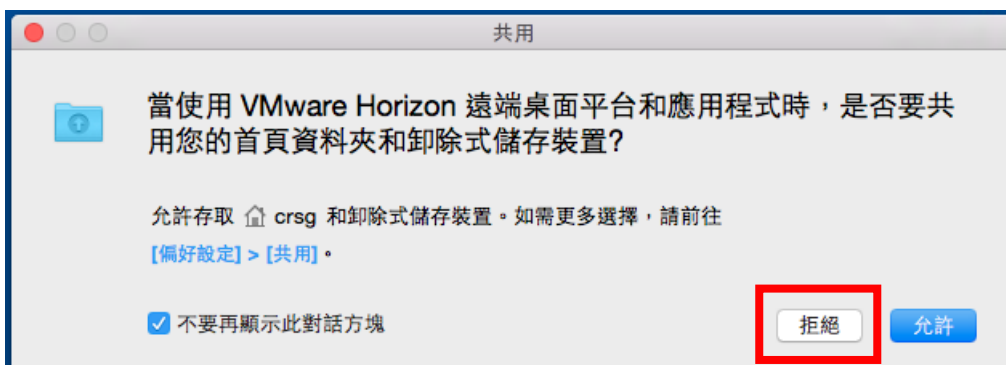 共用
當使用 VMware Horizon 遠端桌面平台和應用程式時，是否要共
用您的首頁資料夾和卸除式儲存裝置?
允許存取 crsg 和卸除式儲存裝置。如需更多選擇，請前往
[偏好設定] > [共用]。
不要再顯示此對話方塊
拒絕
允許